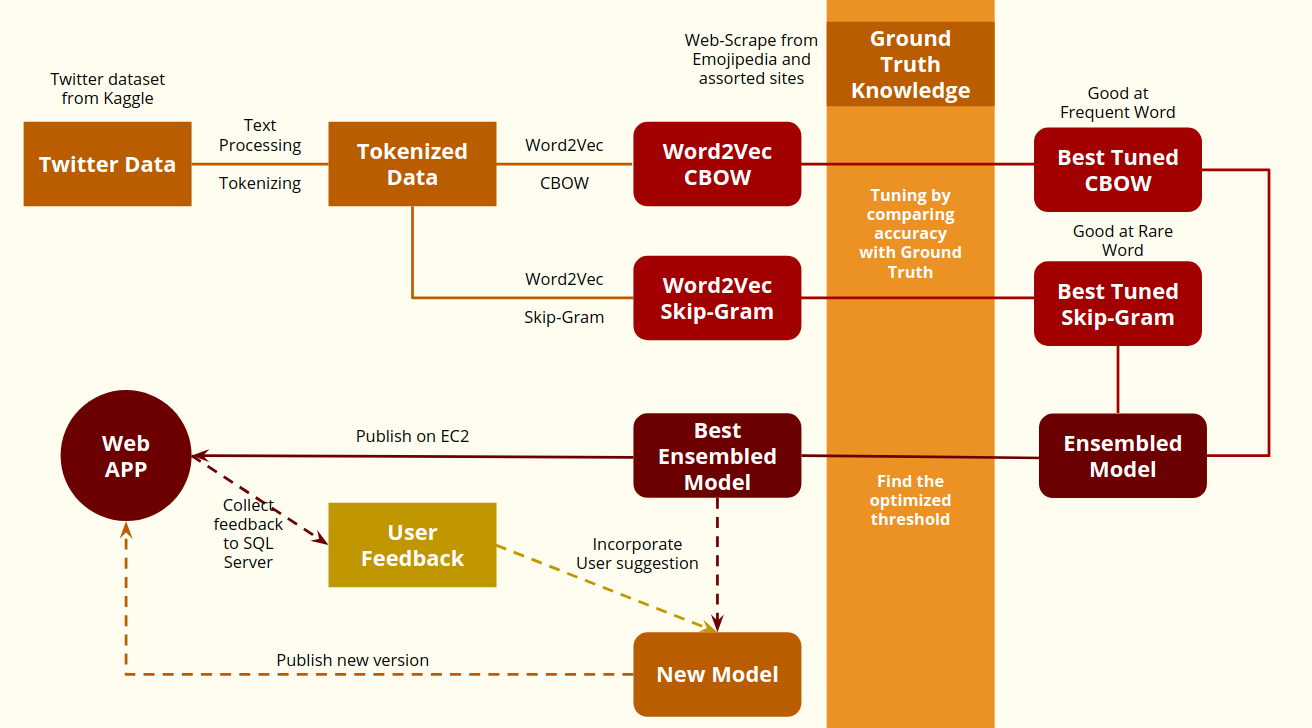 Web-Scrape from
Emojipedia and
assorted sites
Ground
Truth
Knowledge
Twitter dataset
from Kaggle
Good at
Frequent Word
Twitter Data
Text
Processing
Tokenizing
Tokenized
Data
Word2Vec
CBOW
Word2Vec
CBOW
Best Tuned
CBOW
Tuning by
comparing
accuracy
with Ground
Truth
Good at Rare
Word
Word2Vec
Skip-Gram
Word2Vec
Skip-Gram
Best Tuned
Skip-Gram
Web
APP
Publish on EC2
Best
Ensembled
Model
Ensembled
Model
Find the
optimized
threshold
Collect
feedback
to SQL
Server
User
Feedback
Incorporate
User suggestion
Publish new version
New Model